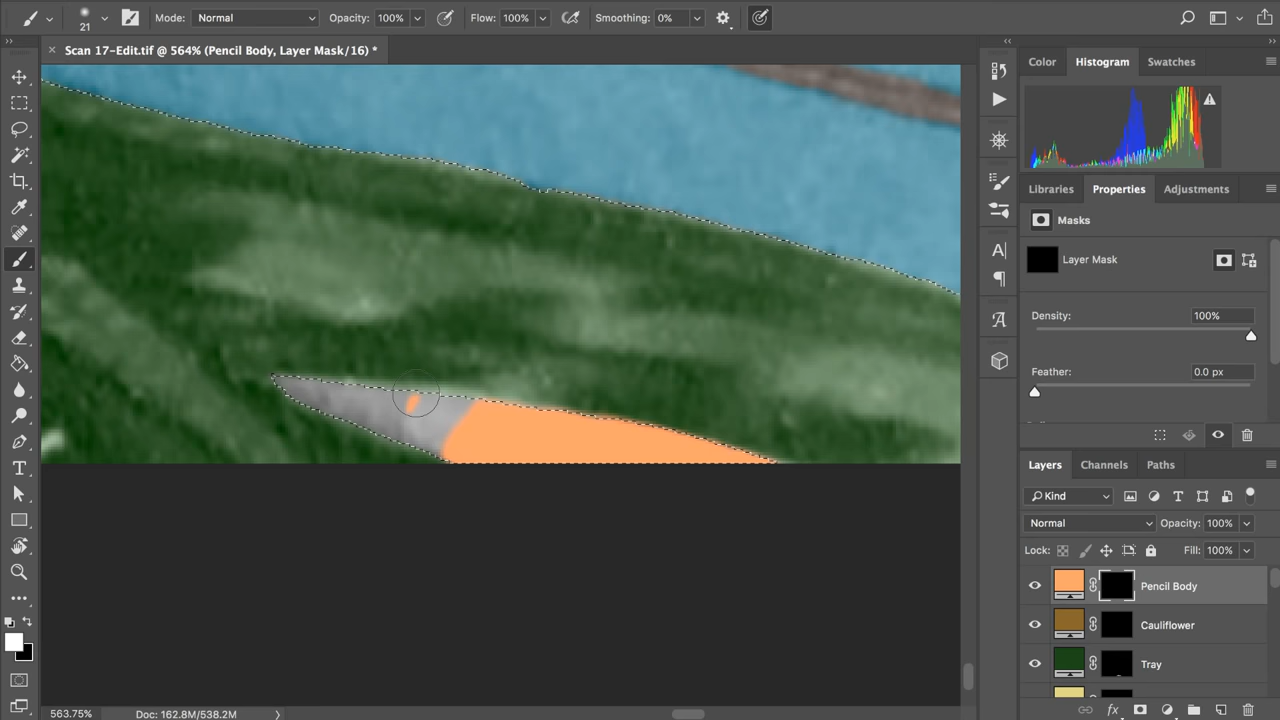 21 Mode: Normal Opacity: 100% Flow: 100% Smoothing: 0%
Scan 17-Edit.tif @ 564% (Pencil Body, Layer Mask/16) *
Color Histogram Swatches
Libraries Properties Adjustments
Masks
Layer Mask
Density: 100%
Feather: 0.0 px
Layers Channels Paths
Kind
Normal Opacity: 100%
Lock: Fill: 100%
Pencil Body
Cauliflower
Tray
563.75% Doc: 162.8M/538.2M